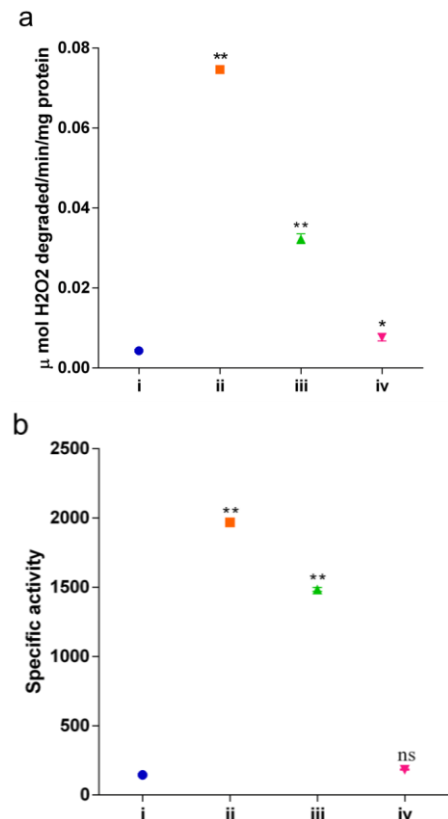 a
μ mol H2O2 degraded/min/mg protein
0.08
0.06
0.04
0.02
0.00
**
**
*
i ii iii iv
b
Specific activity
2500
2000
1500
1000
500
0
**
**
ns
i ii iii iv